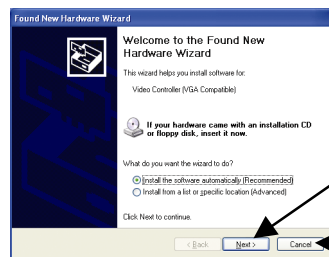 Found New Hardware Wizard
Welcome to the Found New
Hardware Wizard
This wizard helps you install software for:
Video Controller (VGA Compatible)
If your hardware came with an installation CD
or floppy disk, insert it now.
What do you want the wizard to do?
Install the software automatically (Recommended)
Install from a list or specific location (Advanced)
Click Next to continue.
< Back Next > Cancel